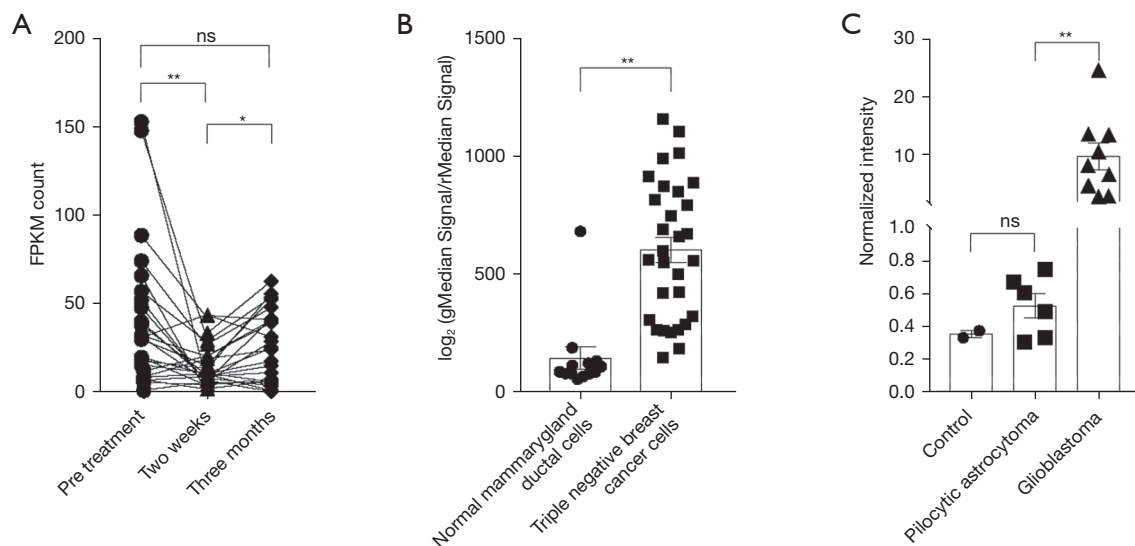 A
200
150
100
50
0
FPKM count
ns
**
*
Pre treatment
Two weeks
Three months
B
1500
1000
500
0
log₂ (gMedian Signal/rMedian Signal)
**
Normal mammarygland
ductal cells
Triple negative breast
cancer cells
C
30
20
10
1.0
0.8
0.6
0.4
0.2
0.0
Normalized intensity
**
ns
Control
Pilocytic astrocytoma
Glioblastoma